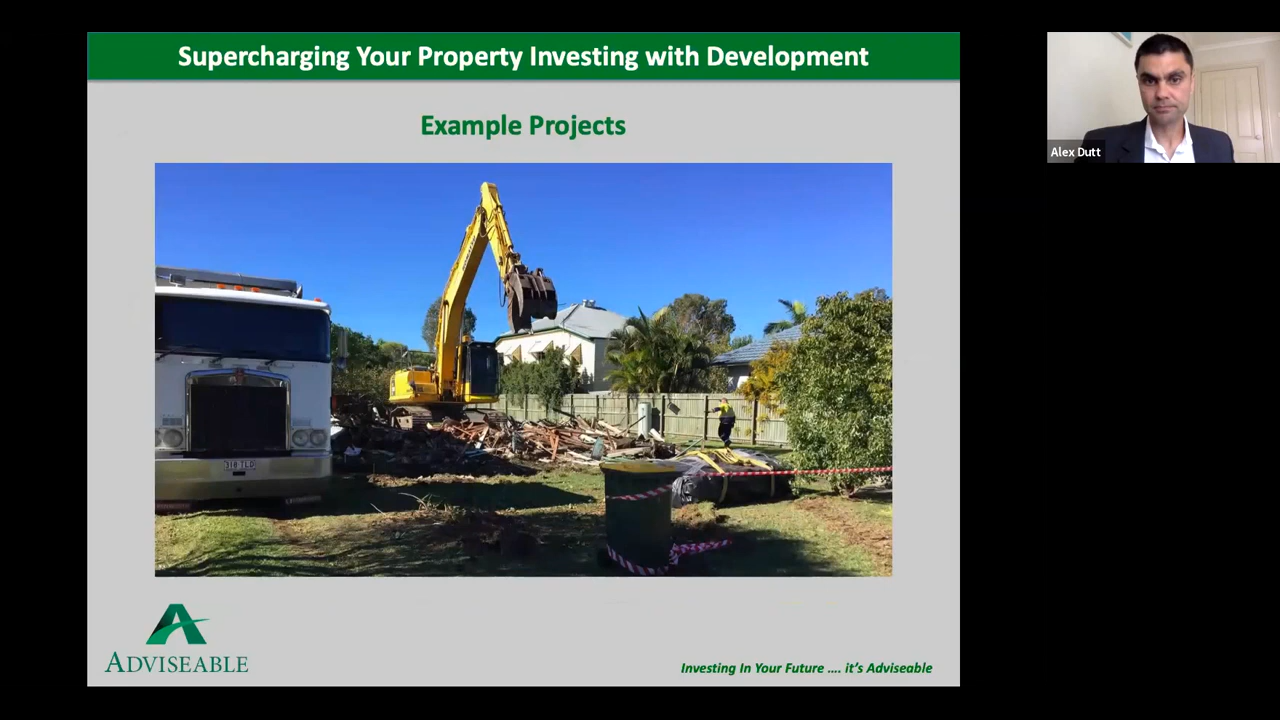 Supercharging Your Property Investing with Development
Alex Dutt
Example Projects
ADVISEABLE
Investing In Your Future .... it's Adviseable